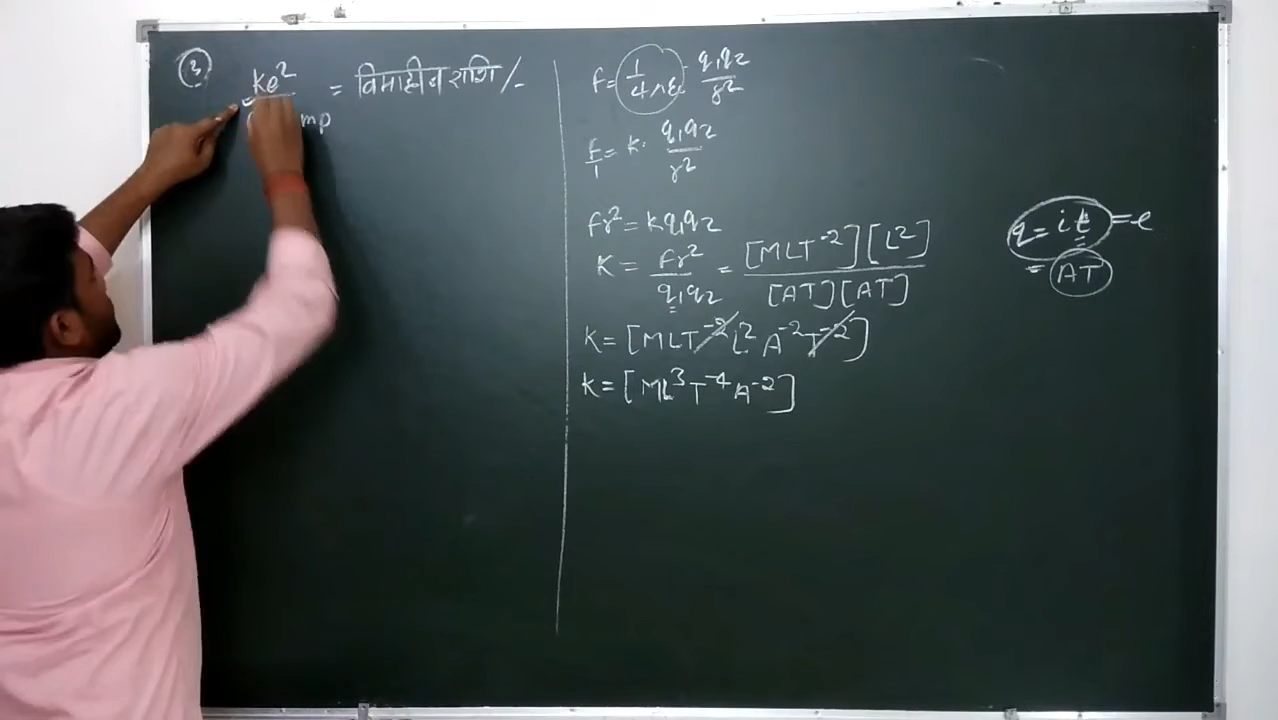 ③ ke² = विमाहीन राशि /-
mp
F = 1/4πε₀ q₁q₂/r²
F/1 = k. q₁q₂/r²
Fr² = kq₁q₂
K = Fr²/q₁q₂ = [MLT⁻²][L²]/[AT][AT]
K = [MLT⁻²L²A⁻²T⁻²]
K = [ML³T⁻⁴A⁻²]
q = it = e
= AT